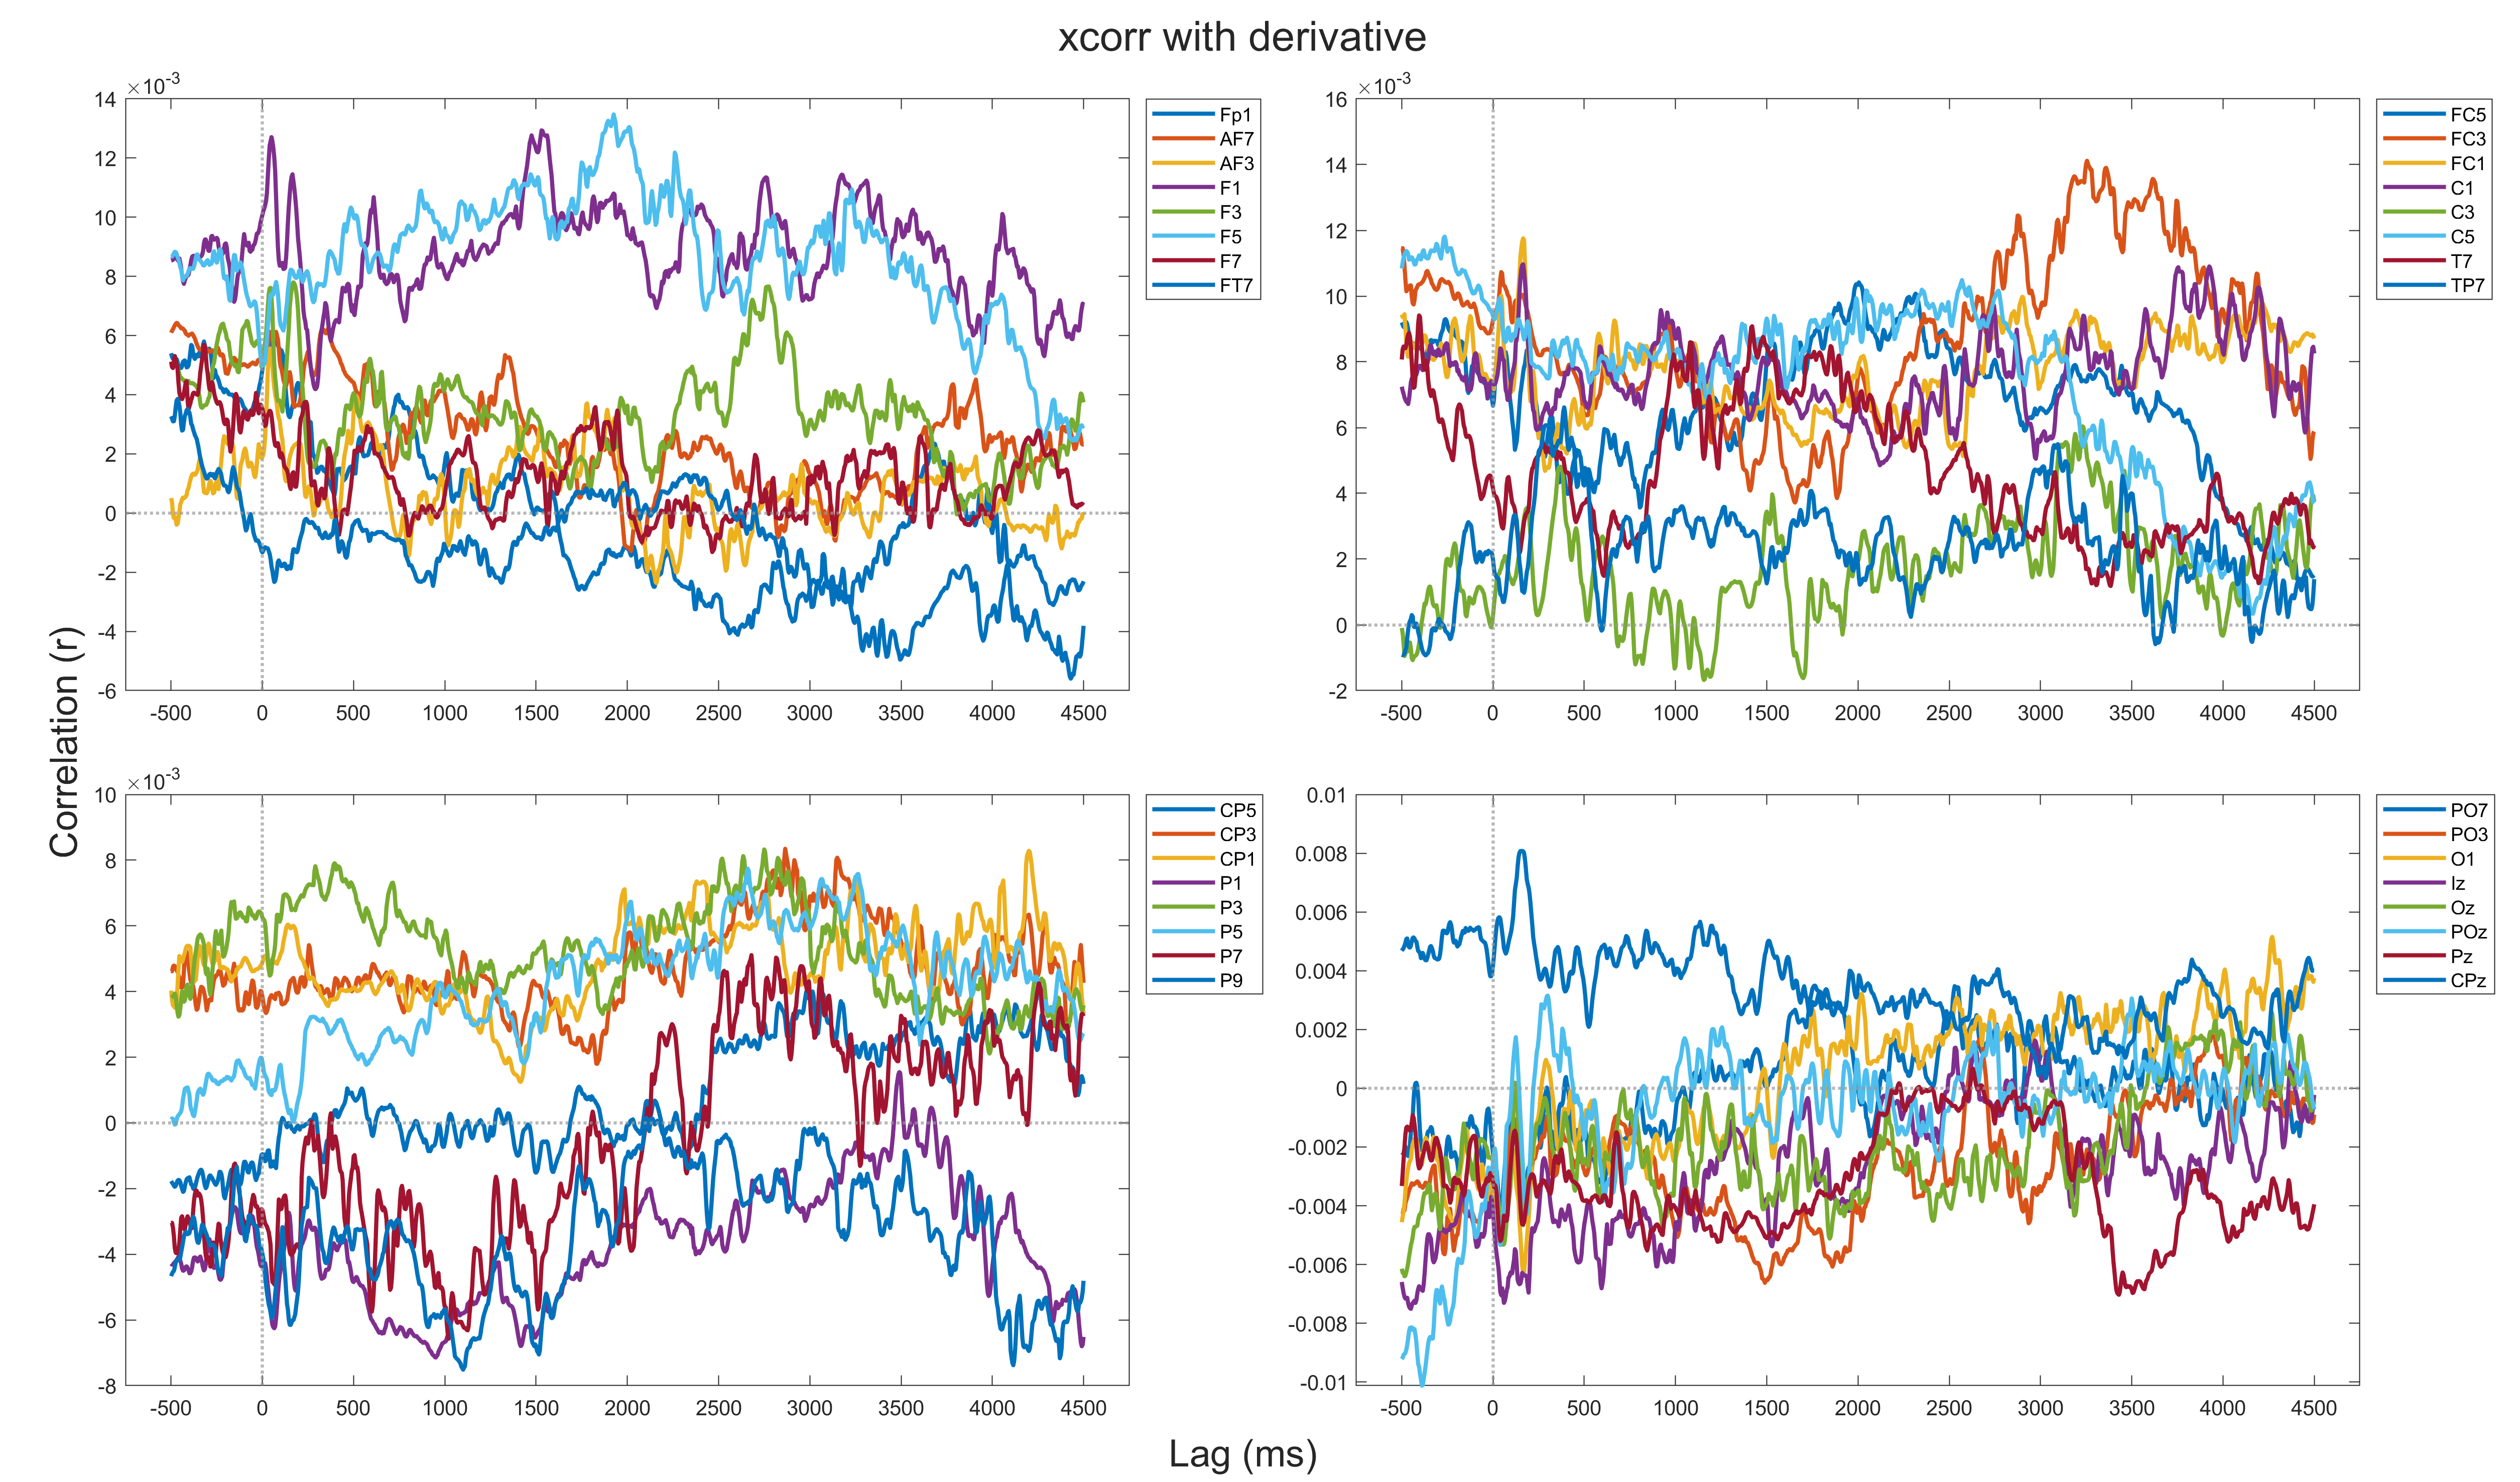 xcorr with derivative
Correlation (r)
×10-3
14
12
10
8
6
4
2
0
-2
-4
-6
-500 0 500 1000 1500 2000 2500 3000 3500 4000 4500
Fp1
AF7
AF3
F1
F3
F5
F7
FT7
×10-3
16
14
12
10
8
6
4
2
0
-2
-500 0 500 1000 1500 2000 2500 3000 3500 4000 4500
FC5
FC3
FC1
C1
C3
C5
T7
TP7
×10-3
10
8
6
4
2
0
-2
-4
-6
-8
-500 0 500 1000 1500 2000 2500 3000 3500 4000 4500
CP5
CP3
CP1
P1
P3
P5
P7
P9
0.01
0.008
0.006
0.004
0.002
0
-0.002
-0.004
-0.006
-0.008
-0.01
-500 0 500 1000 1500 2000 2500 3000 3500 4000 4500
PO7
PO3
O1
Iz
Oz
POz
Pz
CPz
Lag (ms)